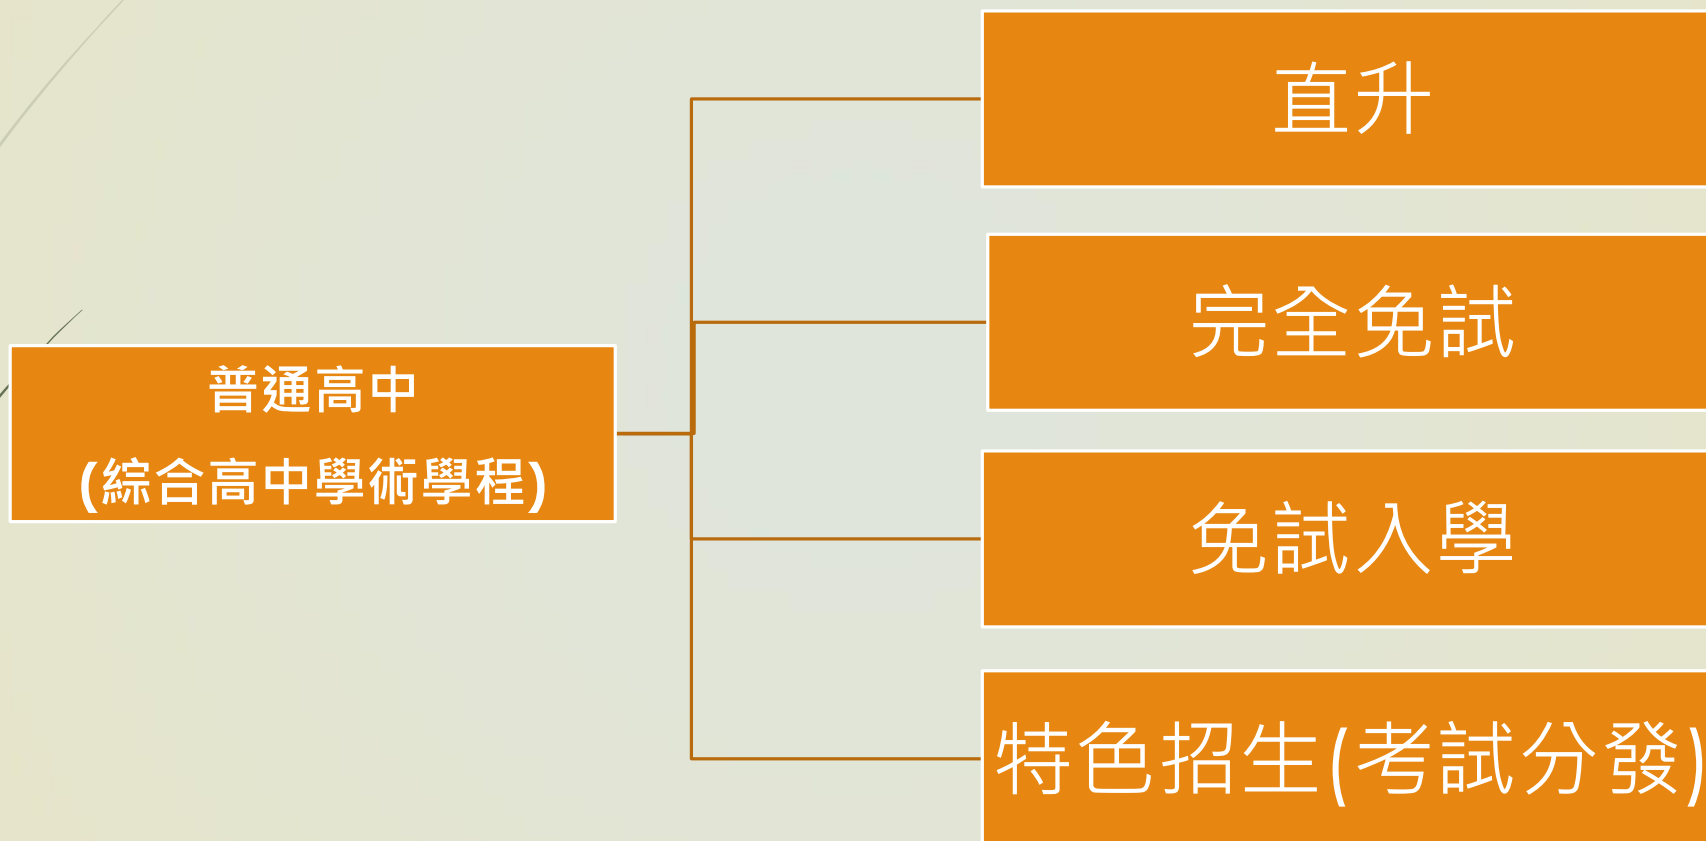 直升
完全免試
普通高中
(綜合高中學術學程)
免試入學
特色招生(考試分發)